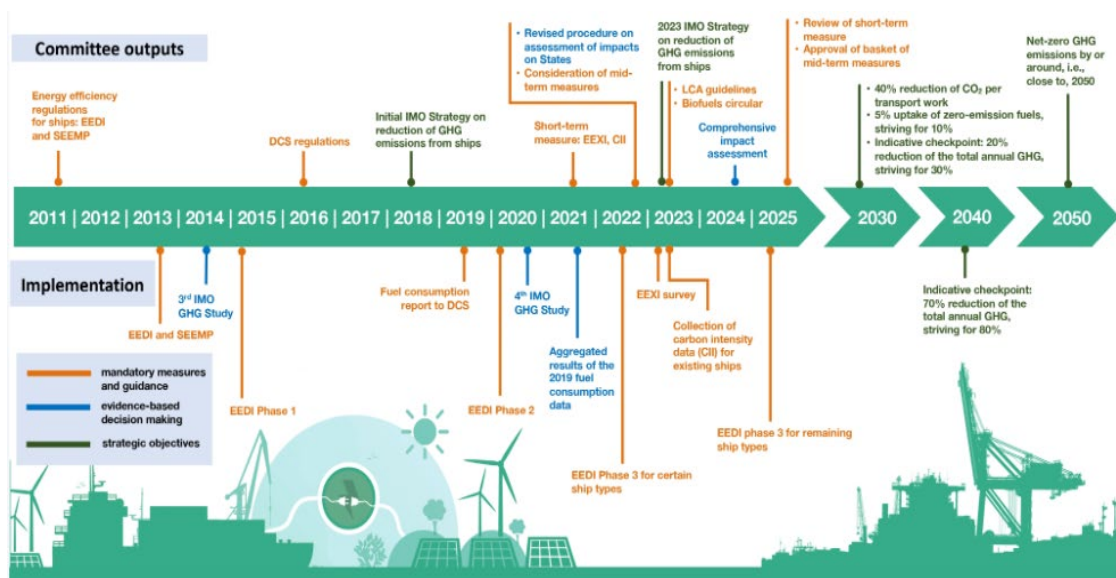 Committee outputs
Energy efficiency
regulations
for ships: EEDI
and SEEMP
DCS regulations
Initial IMO Strategy on
reduction of GHG
emissions from ships
• Revised procedure on
assessment of impacts
on States
• Consideration of mid-
term measures
Short-term
measure: EEXI, CII
2023 IMO Strategy
on reduction of
GHG emissions
from ships
• LCA guidelines
• Biofuels circular
Comprehensive
impact
assessment
• Review of short-term
measure
• Approval of basket of
mid-term measures
• 40% reduction of CO₂ per
transport work
• 5% uptake of zero-emission fuels,
striving for 10%
• Indicative checkpoint: 20%
reduction of the total annual GHG,
striving for 30%
Net-zero GHG
emissions by or
around, i.e.,
close to, 2050
2011 | 2012 | 2013 | 2014 | 2015 | 2016 | 2017 | 2018 | 2019 | 2020 | 2021 | 2022 | 2023 | 2024 | 2025
2030
2040
2050
Implementation
EEDI and SEEMP
3rd IMO
GHG Study
EEDI Phase 1
Fuel consumption
report to DCS
EEDI Phase 2
4th IMO
GHG Study
Aggregated
results of the
2019 fuel
consumption
data
EEDI Phase 3 for certain
ship types
EEXI survey
Collection of
carbon intensity
data (CII) for
existing ships
EEDI phase 3 for remaining
ship types
Indicative checkpoint:
70% reduction of the
total annual GHG,
striving for 80%
mandatory measures
and guidance
evidence-based
decision making
strategic objectives